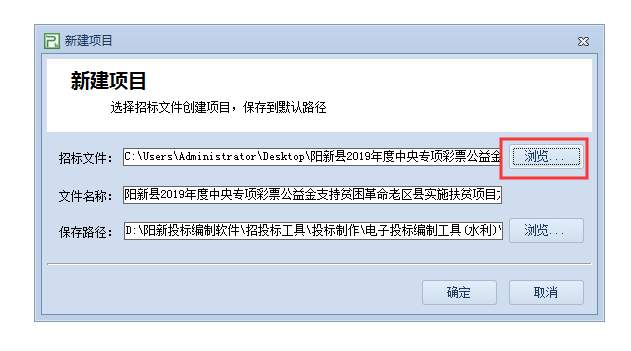 新建项目
新建项目
选择招标文件创建项目，保存到默认路径
招标文件： C:\Users\Administrator\Desktop\阳新县2019年度中央专项彩票公益金 浏览...
文件名称： 阳新县2019年度中央专项彩票公益金支持贫困革命老区县实施扶贫项目
保存路径： D:\阳新投标编制软件\招投标工具\投标制作\电子投标编制工具(水利)\ 浏览...
确定 取消